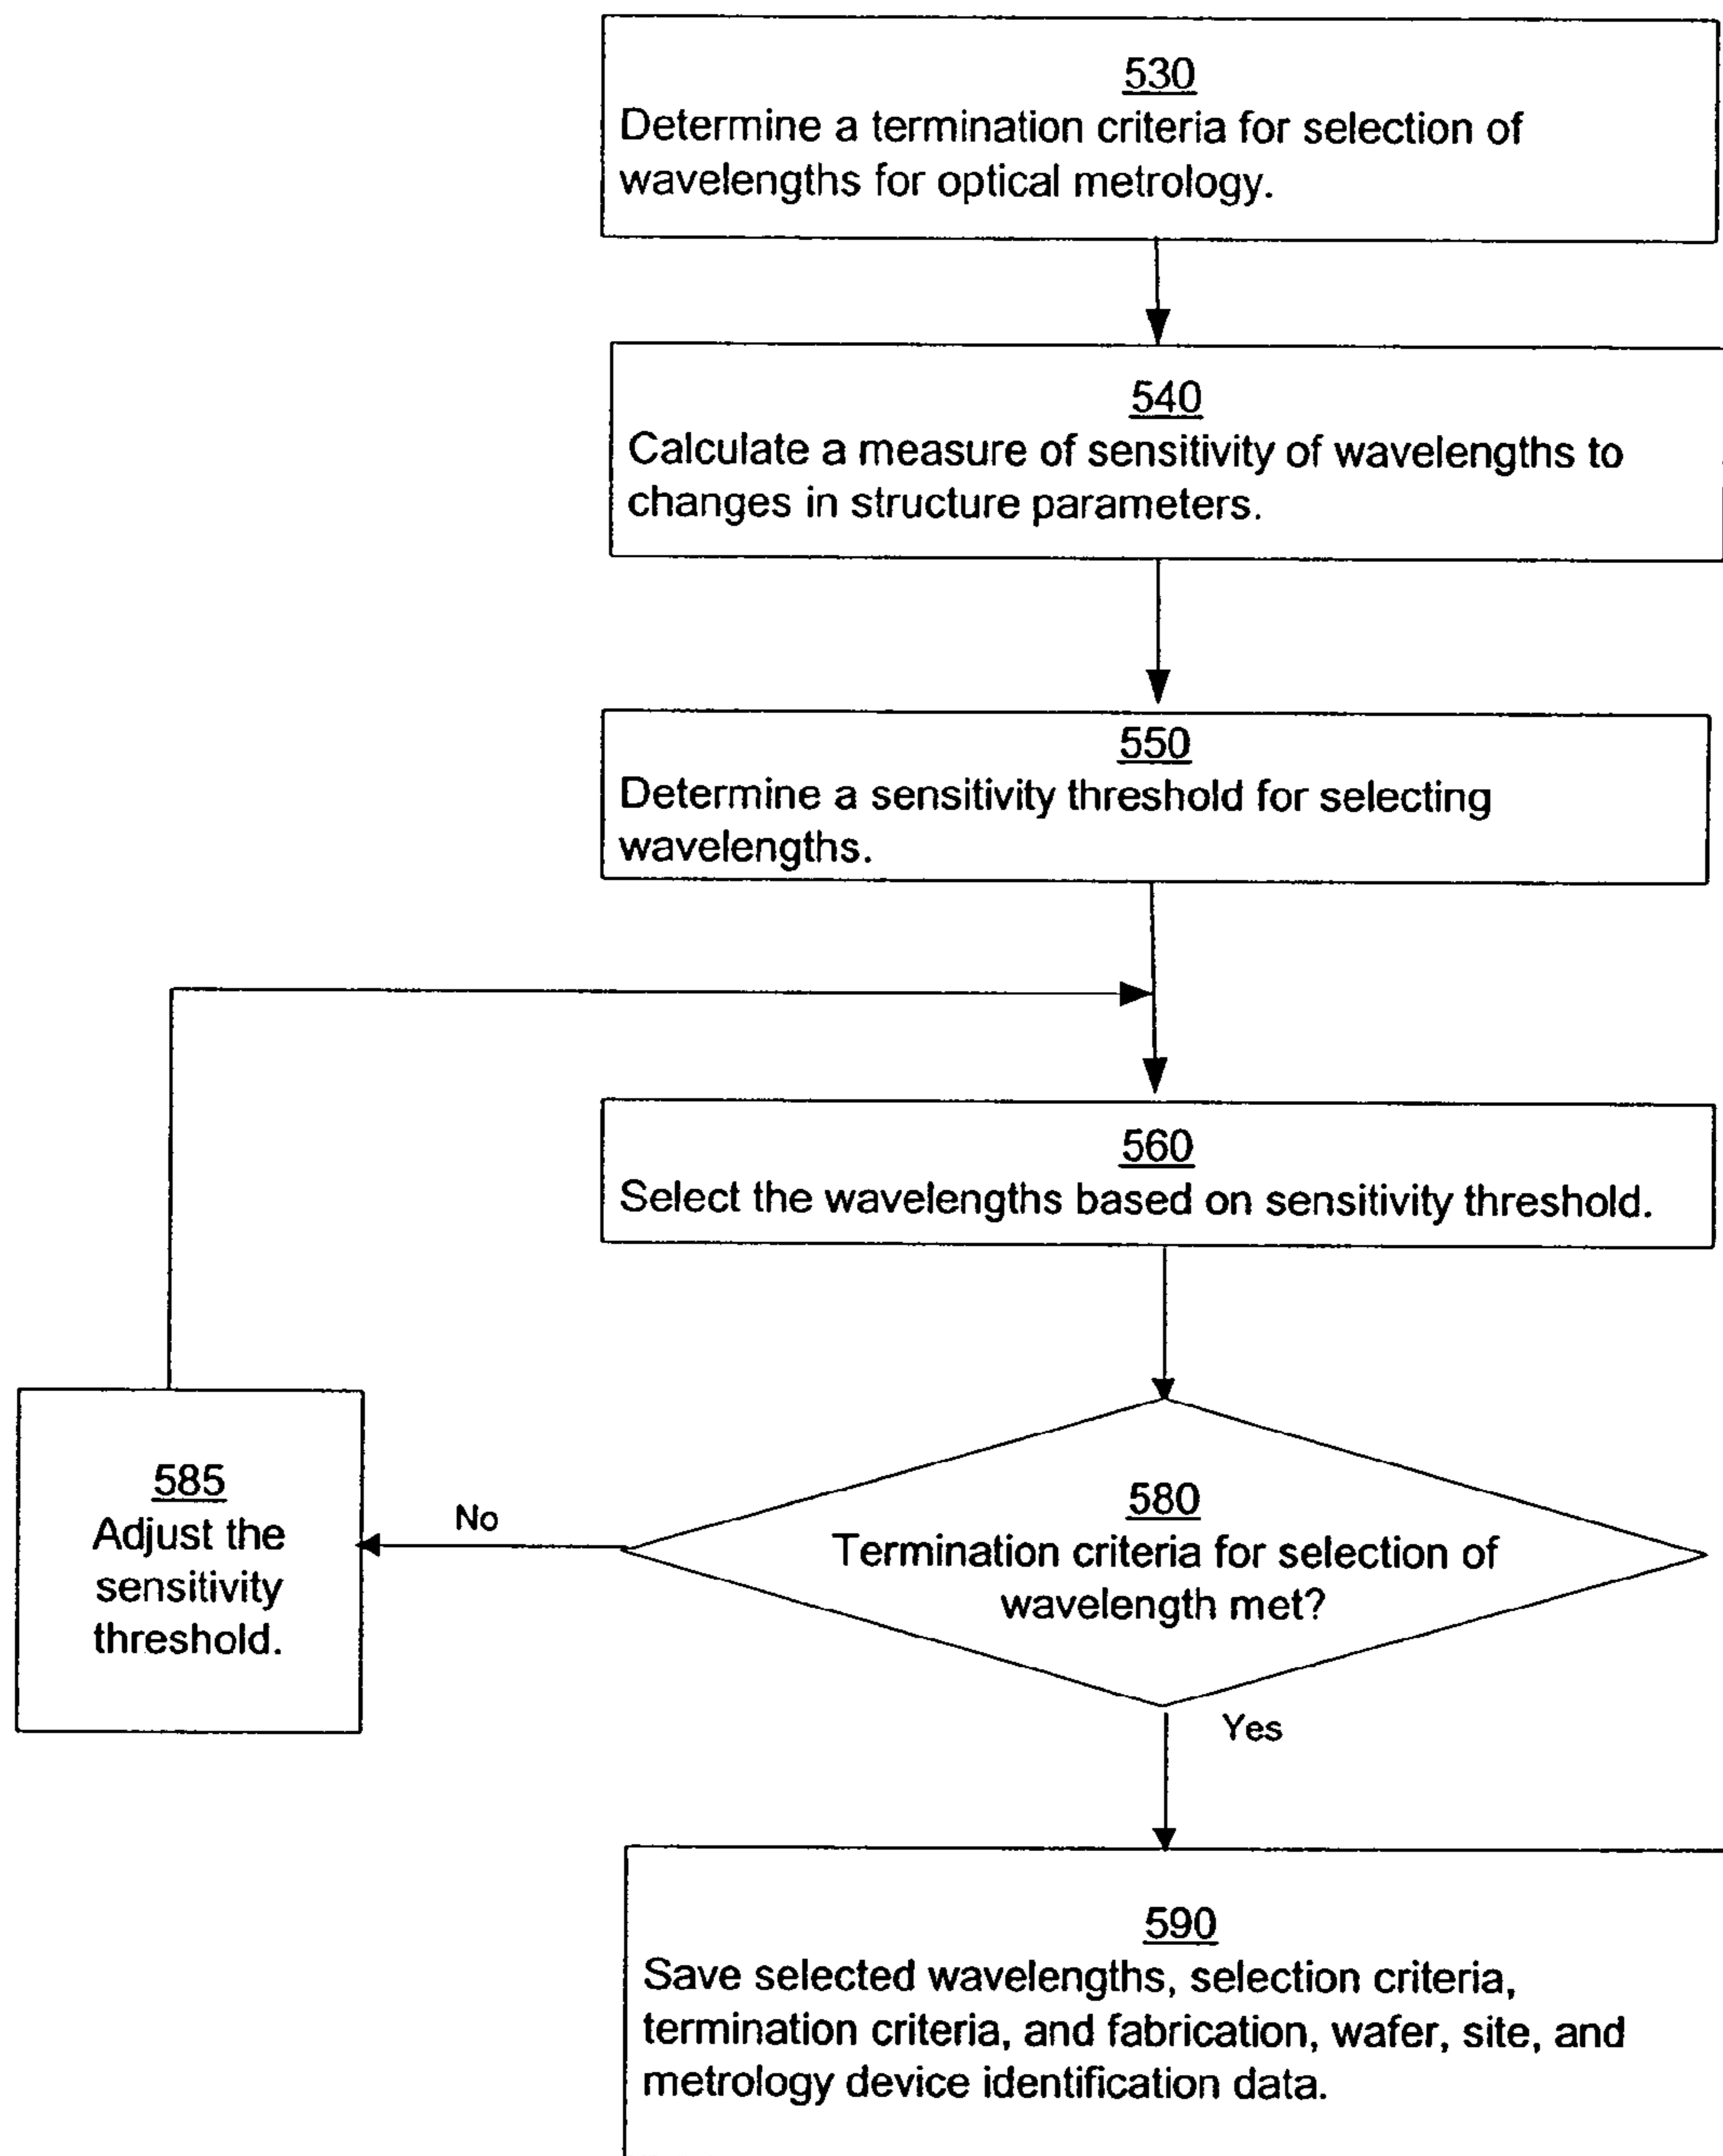 530
Determine a termination criteria for selection of
wavelengths for optical metrology.
540
Calculate a measure of sensitivity of wavelengths to
changes in structure parameters.
550
Determine a sensitivity threshold for selecting
wavelengths.
560
Select the wavelengths based on sensitivity threshold.
580
Termination criteria for selection of
wavelength met?
No
585
Adjust the
sensitivity
threshold.
Yes
590
Save selected wavelengths, selection criteria,
termination criteria, and fabrication, wafer, site, and
metrology device identification data.